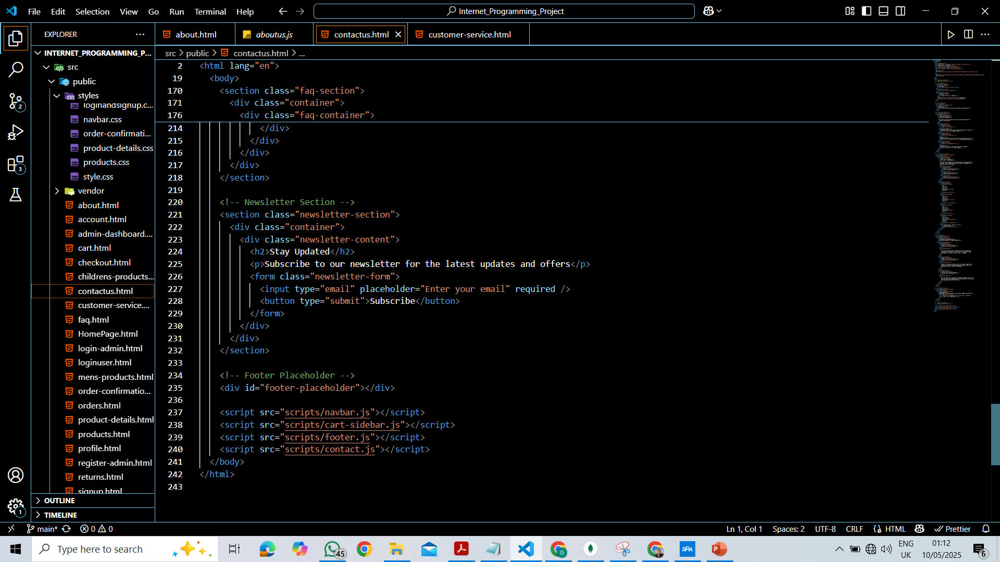 File Edit Selection View Go Run Terminal Help
Internet_Programming_Project
EXPLORER
about.html
aboutus.js
contactus.html
customer-service.html
INTERNET_PROGRAMMING_P...
src
public
styles
loginandsignup.c...
navbar.css
order-confirmati...
product-details.css
products.css
style.css
vendor
about.html
account.html
admin-dashboard....
cart.html
checkout.html
childrens-products...
contactus.html
customer-service....
faq.html
HomePage.html
login-admin.html
loginuser.html
mens-products.html
order-confirmatio...
orders.html
product-details.html
products.html
profile.html
register-admin.html
returns.html
signup.html
OUTLINE
TIMELINE
src > public > contactus.html > ...
2 <html lang="en">
19 <body>
170 <section class="faq-section">
171 <div class="container">
176 <div class="faq-container">
214 </div>
215 </div>
216 </div>
217 </div>
218 </section>
219
220 <!-- Newsletter Section -->
221 <section class="newsletter-section">
222 <div class="container">
223 <div class="newsletter-content">
224 <h2>Stay Updated</h2>
225 <p>Subscribe to our newsletter for the latest updates and offers</p>
226 <form class="newsletter-form">
227 <input type="email" placeholder="Enter your email" required />
228 <button type="submit">Subscribe</button>
229 </form>
230 </div>
231 </div>
232 </section>
233
234 <!-- Footer Placeholder -->
235 <div id="footer-placeholder"></div>
236
237 <script src="scripts/navbar.js"></script>
238 <script src="scripts/cart-sidebar.js"></script>
239 <script src="scripts/footer.js"></script>
240 <script src="scripts/contact.js"></script>
241 </body>
242 </html>
243
2
3
1
main* 0 0
Ln 1, Col 1 Spaces: 2 UTF-8 CRLF HTML Prettier
Type here to search
45
ENG
UK
01:12
10/05/2025
6